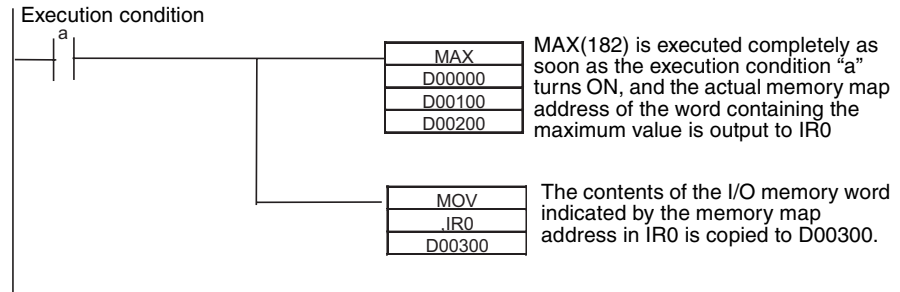 Execution condition
a
MAX
D00000
D00100
D00200
MAX(182) is executed completely as
soon as the execution condition “a”
turns ON, and the actual memory map
address of the word containing the
maximum value is output to IR0
MOV
,IR0
D00300
The contents of the I/O memory word
indicated by the memory map
address in IR0 is copied to D00300.